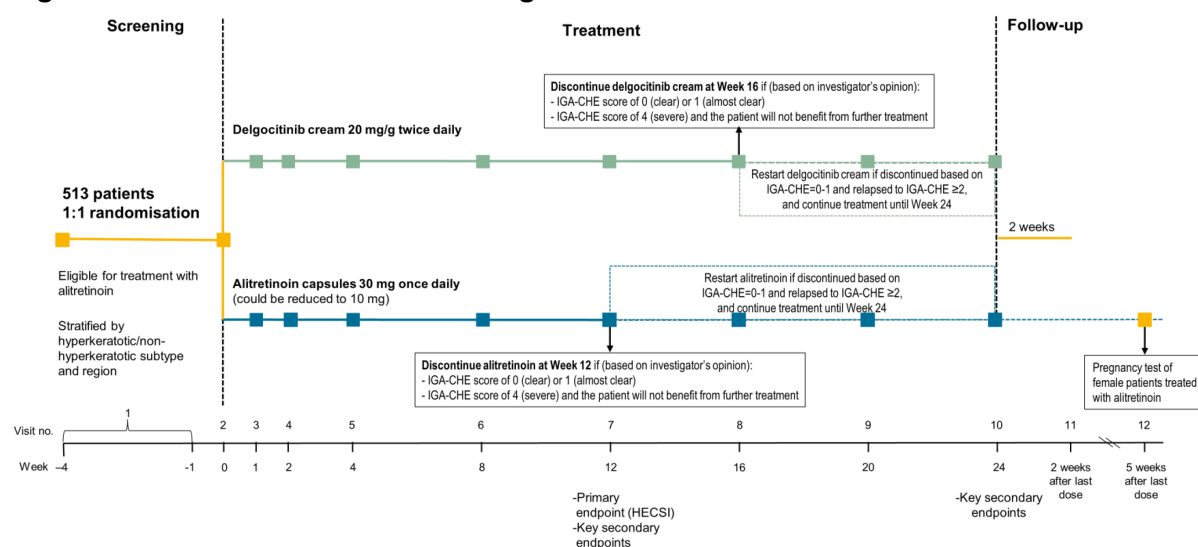 Screening
Treatment
Follow-up
Discontinue delgocitinib cream at Week 16 if (based on investigator's opinion):
- IGA-CHE score of 0 (clear) or 1 (almost clear)
- IGA-CHE score of 4 (severe) and the patient will not benefit from further treatment
Delgocitinib cream 20 mg/g twice daily
Restart delgocitinib cream if discontinued based on
IGA-CHE=0-1 and relapsed to IGA-CHE ≥2,
and continue treatment until Week 24
513 patients
1:1 randomisation
2 weeks
Eligible for treatment with
alitretinoin
Stratified by
hyperkeratotic/non-
hyperkeratotic subtype
and region
Alitretinoin capsules 30 mg once daily
(could be reduced to 10 mg)
Restart alitretinoin if discontinued based on
IGA-CHE=0-1 and relapsed to IGA-CHE ≥2,
and continue treatment until Week 24
Discontinue alitretinoin at Week 12 if (based on investigator's opinion):
- IGA-CHE score of 0 (clear) or 1 (almost clear)
- IGA-CHE score of 4 (severe) and the patient will not benefit from further treatment
Pregnancy test of
female patients treated
with alitretinoin
Visit no. 1 2 3 4 5 6 7 8 9 10 11 12
Week –4 -1 0 1 2 4 8 12 16 20 24 2 weeks after last dose 5 weeks after last dose
-Primary
endpoint (HECSI)
-Key secondary
endpoints
-Key secondary
endpoints